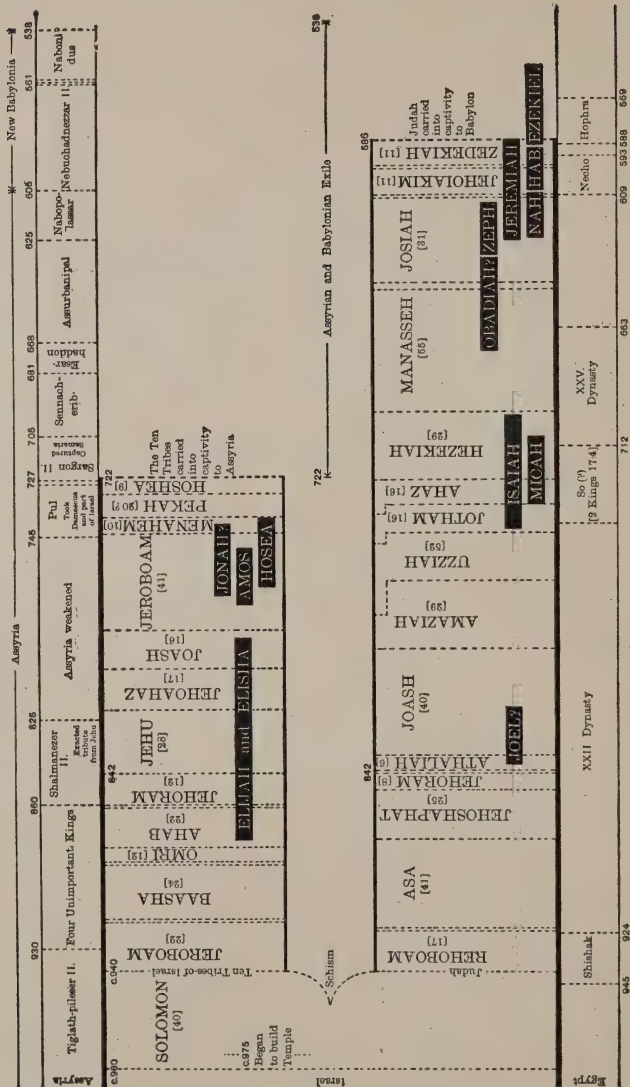 Assyria
Assyria
New Babylonia
930
860
825
745
727
705
681
668
625
605
561
538
Tiglath-pileser II.
Four Unimportant Kings
Shalmanezer
II.
Exacted
tribute
from Jehu
Assyria weakened
Pul
Took
Damascus
and part
of Israel
Sargon II.
Captured
Samaria
Sennach-
erib
Esar-
haddon
Assurbanipal
Nabopo-
lassar
Nebuchadnezzar II
Naboni
dus
Israel
c.980
SOLOMON
[40]
c.975
Began
to build
Temple
Schism
c.940
Ten Tribes of Israel
JEROBOAM
[22]
BAASHA
[24]
OMRI [12]
AHAB
[22]
JEHORAM
[12]
842
JEHU
[28]
JEHOAHAZ
[17]
JOASH
[16]
JEROBOAM
[41]
MENAHEM [10]
PEKAH [30?]
HOSHEA [9]
722
The Ten
Tribes
carried
into
captivity
to
Assyria
ELIJAH and ELISHA
JONAH?
AMOS
HOSEA
722
Assyrian and Babylonian Exile
538
Judah
REHOBOAM
[17]
ASA
[41]
JEHOSHAPHAT
[25]
JEHORAM [8]
842
ATHALIAH [6]
JOASH
[40]
AMAZIAH
[29]
UZZIAH
[52]
JOTHAM [16]
AHAZ [16]
HEZEKIAH
[29]
MANASSEH
[55]
JOSIAH
[31]
JEHOIAKIM [11]
ZEDEKIAH [11]
586
Judah
carried
into
captivity
to
Babylon
JOEL?
ISAIAH
MICAH
OBADIAH?
ZEPH
JEREMIAH
NAH
HAB
EZEKIEL
Egypt
Shishak
XXII Dynasty
So (?)
[2 Kings 17 4]
XXV.
Dynasty
Necho
Hophra
945
924
712
663
609
593
588
569